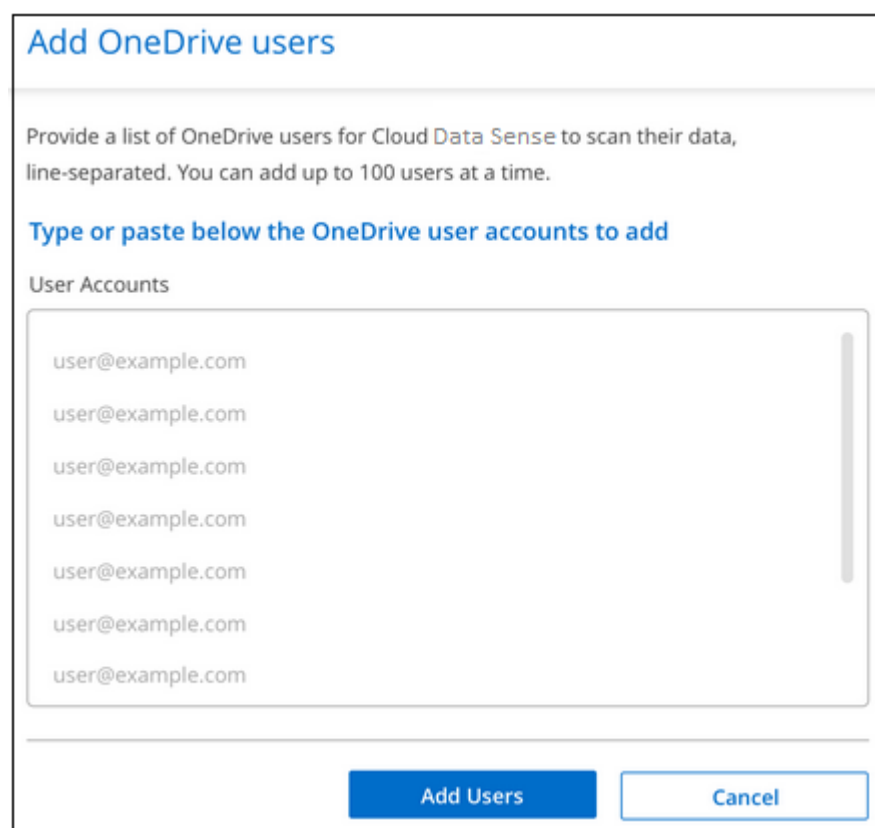 Add OneDrive users
Provide a list of OneDrive users for Cloud Data Sense to scan their data,
line-separated. You can add up to 100 users at a time.
Type or paste below the OneDrive user accounts to add
User Accounts
user@example.com
user@example.com
user@example.com
user@example.com
user@example.com
user@example.com
user@example.com
Add Users
Cancel